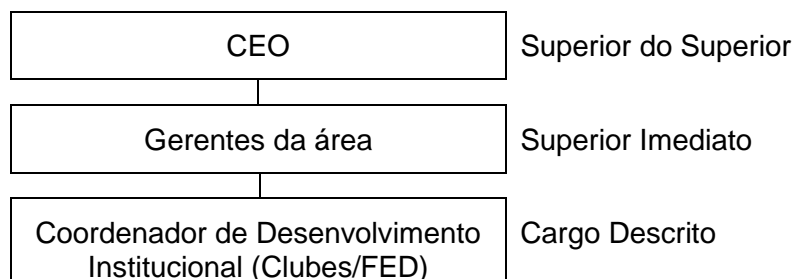 CEO Superior do Superior
Gerentes da área Superior Imediato
Coordenador de Desenvolvimento Cargo Descrito
Institucional (Clubes/FED)